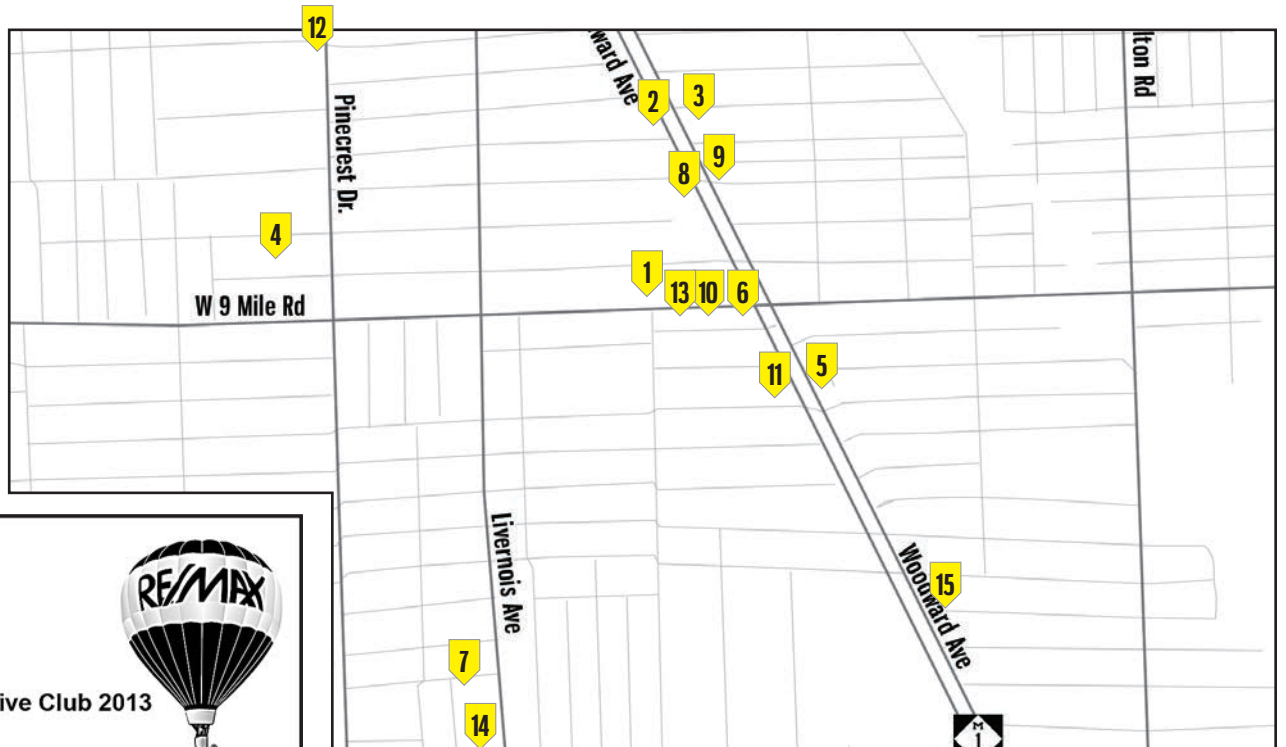 12
ward Ave
lton Rd
2
3
Pinecrest Dr.
8
9
4
1
13
10
6
W 9 Mile Rd
11
5
Livernois Ave
Woodward Ave
15
7
14
M
1
RE/MAX
ive Club 2013